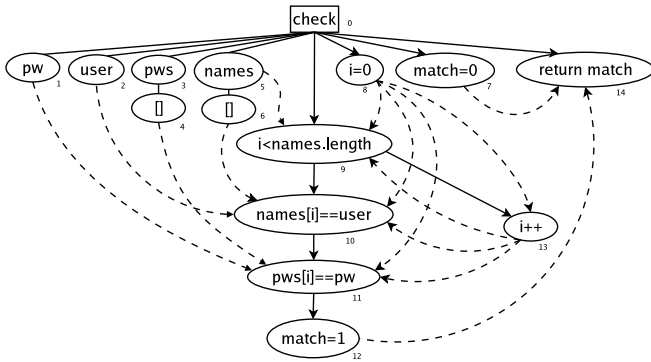 check 0
pw 1
user 2
pws 3
names 5
i=0 8
match=0 7
return match 14
[] 4
[] 6
i<names.length 9
names[i]==user 10
i++ 13
pws[i]==pw 11
match=1 12